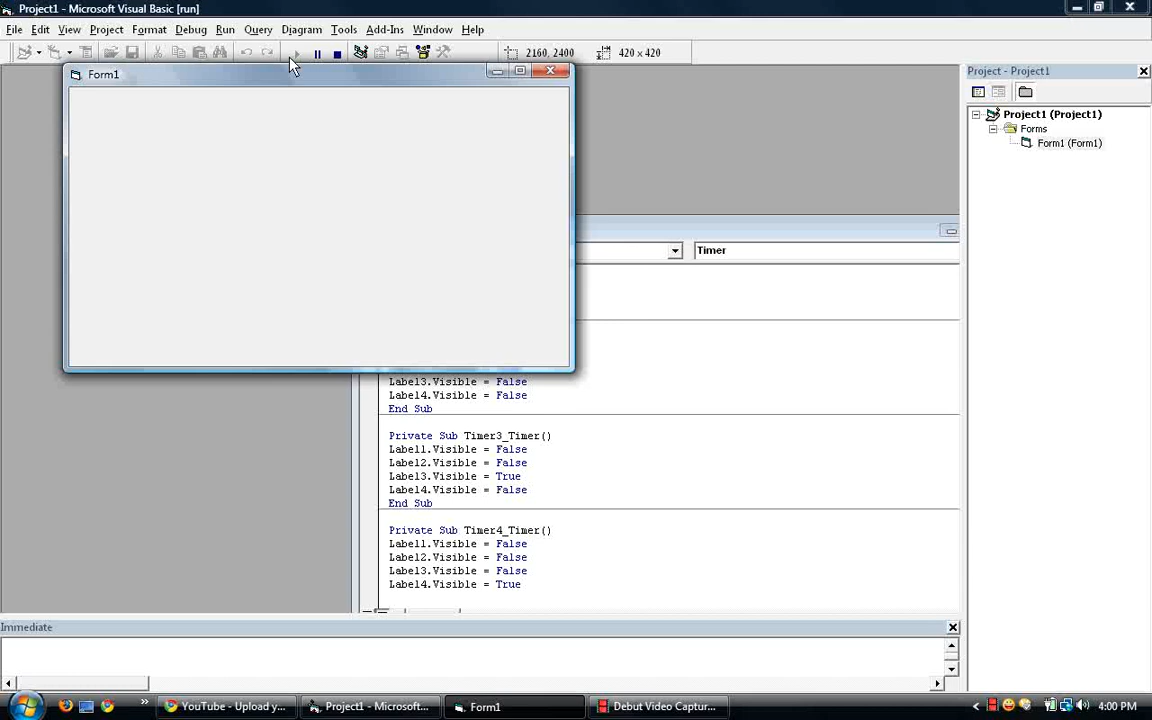 Project1 - Microsoft Visual Basic [run]
File Edit View Project Format Debug Run Query Diagram Tools Add-Ins Window Help
2160, 2400 420 x 420
Form1
Project - Project1
Project1 (Project1)
Forms
Form1 (Form1)
Timer
Label3.Visible = False
Label4.Visible = False
End Sub
Private Sub Timer3_Timer()
Label1.Visible = False
Label2.Visible = False
Label3.Visible = True
Label4.Visible = False
End Sub
Private Sub Timer4_Timer()
Label1.Visible = False
Label2.Visible = False
Label3.Visible = False
Label4.Visible = True
Immediate
YouTube - Upload y... Project1 - Microsoft... Form1 Debut Video Captur... 4:00 PM